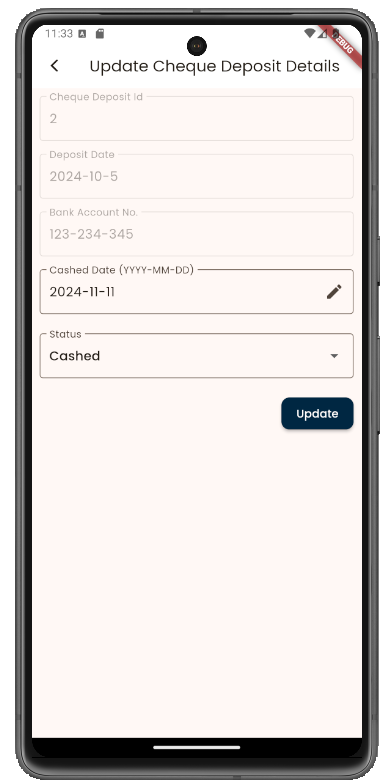 11:33
DEBUG
Update Cheque Deposit Details
Cheque Deposit Id
2
Deposit Date
2024-10-5
Bank Account No.
123-234-345
Cashed Date (YYYY-MM-DD)
2024-11-11
Status
Cashed
Update